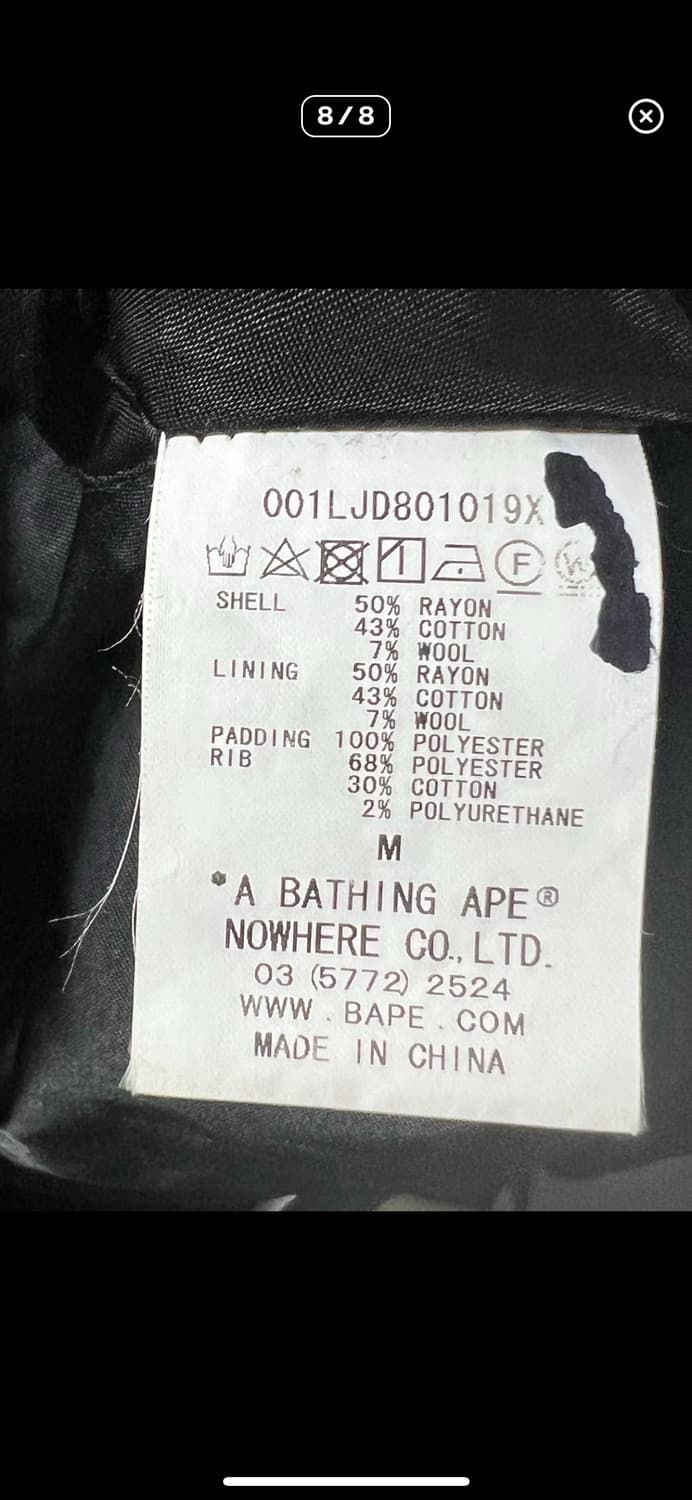 8/8
001LJD801019X
F
W
SHELL 50% RAYON
43% COTTON
7% WOOL
LINING 50% RAYON
43% COTTON
7% WOOL
PADDING 100% POLYESTER
RIB 68% POLYESTER
30% COTTON
2% POLYURETHANE
M
A BATHING APE®
NOWHERE CO., LTD.
03 (5772) 2524
WWW . BAPE . COM
MADE IN CHINA